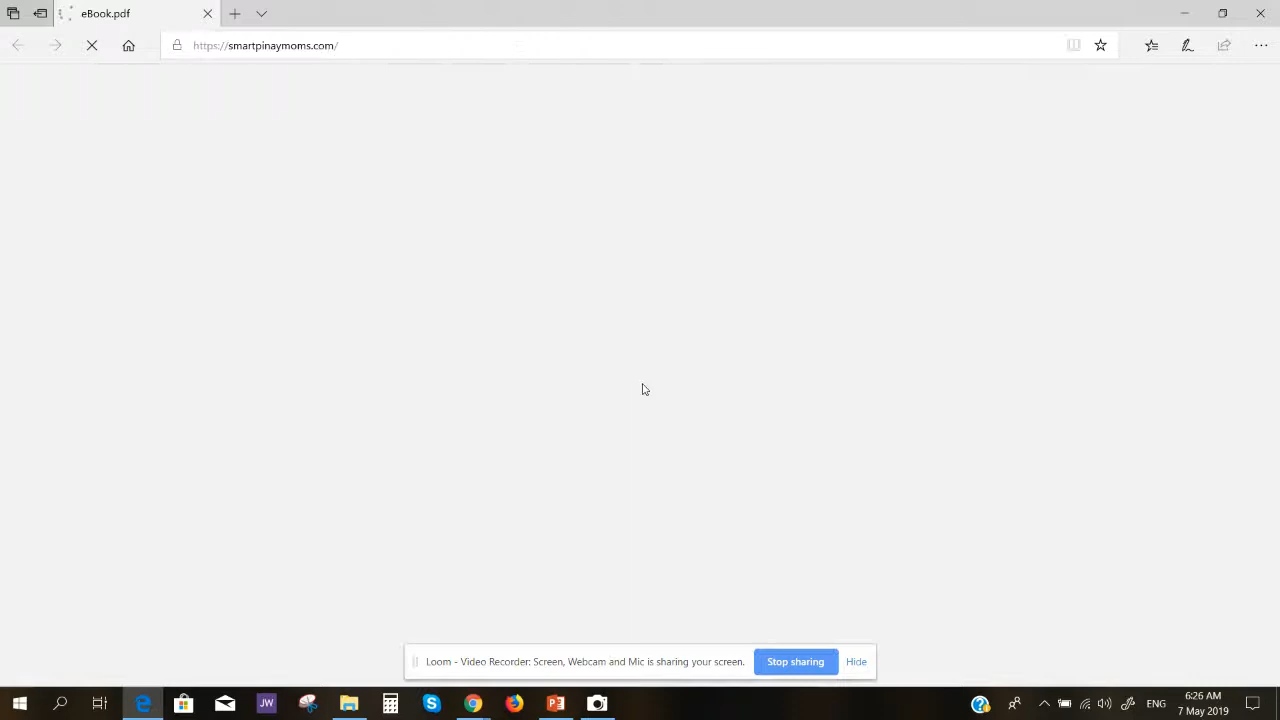 eBook.pdf
https://smartpinaymoms.com/
Loom - Video Recorder: Screen, Webcam and Mic is sharing your screen. Stop sharing Hide
JW
ENG
6:26 AM
7 May 2019